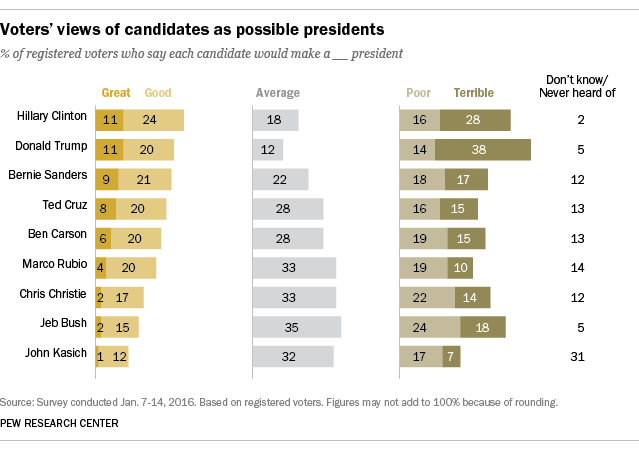 Voters' views of candidates as possible presidents
% of registered voters who say each candidate would make a __ president
Great Good Average Poor Terrible Don't know/
Never heard of
Hillary Clinton 11 24 18 16 28 2
Donald Trump 11 20 12 14 38 5
Bernie Sanders 9 21 22 18 17 12
Ted Cruz 8 20 28 16 15 13
Ben Carson 6 20 28 19 15 13
Marco Rubio 4 20 33 19 10 14
Chris Christie 2 17 33 22 14 12
Jeb Bush 2 15 35 24 18 5
John Kasich 1 12 32 17 7 31
Source: Survey conducted Jan. 7-14, 2016. Based on registered voters. Figures may not add to 100% because of rounding.
PEW RESEARCH CENTER